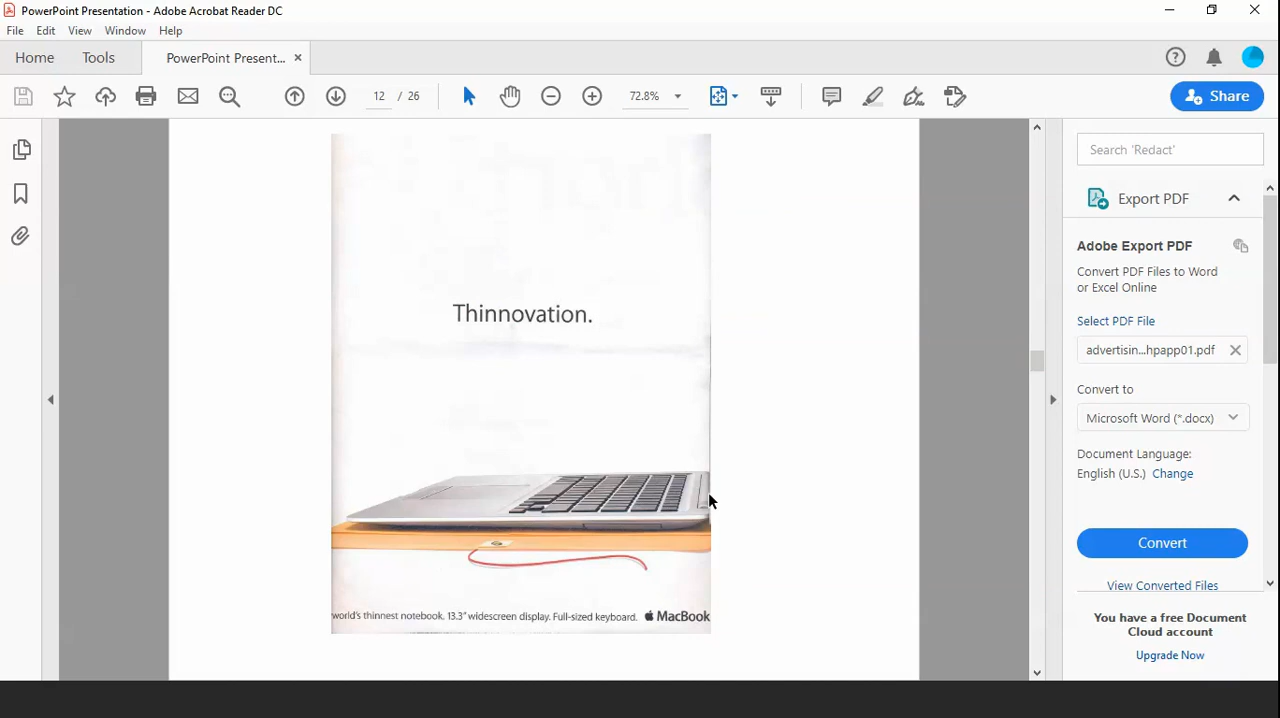 PowerPoint Presentation - Adobe Acrobat Reader DC
File Edit View Window Help
Home Tools PowerPoint Present...
12 / 26 72.8% Share
Search 'Redact'
Export PDF
Adobe Export PDF
Convert PDF Files to Word
or Excel Online
Select PDF File
advertisin...hpapp01.pdf
Convert to
Microsoft Word (*.docx)
Document Language:
English (U.S.) Change
Convert
View Converted Files
You have a free Document
Cloud account
Upgrade Now
Thinnovation.
world's thinnest notebook. 13.3" widescreen display. Full-sized keyboard. MacBook